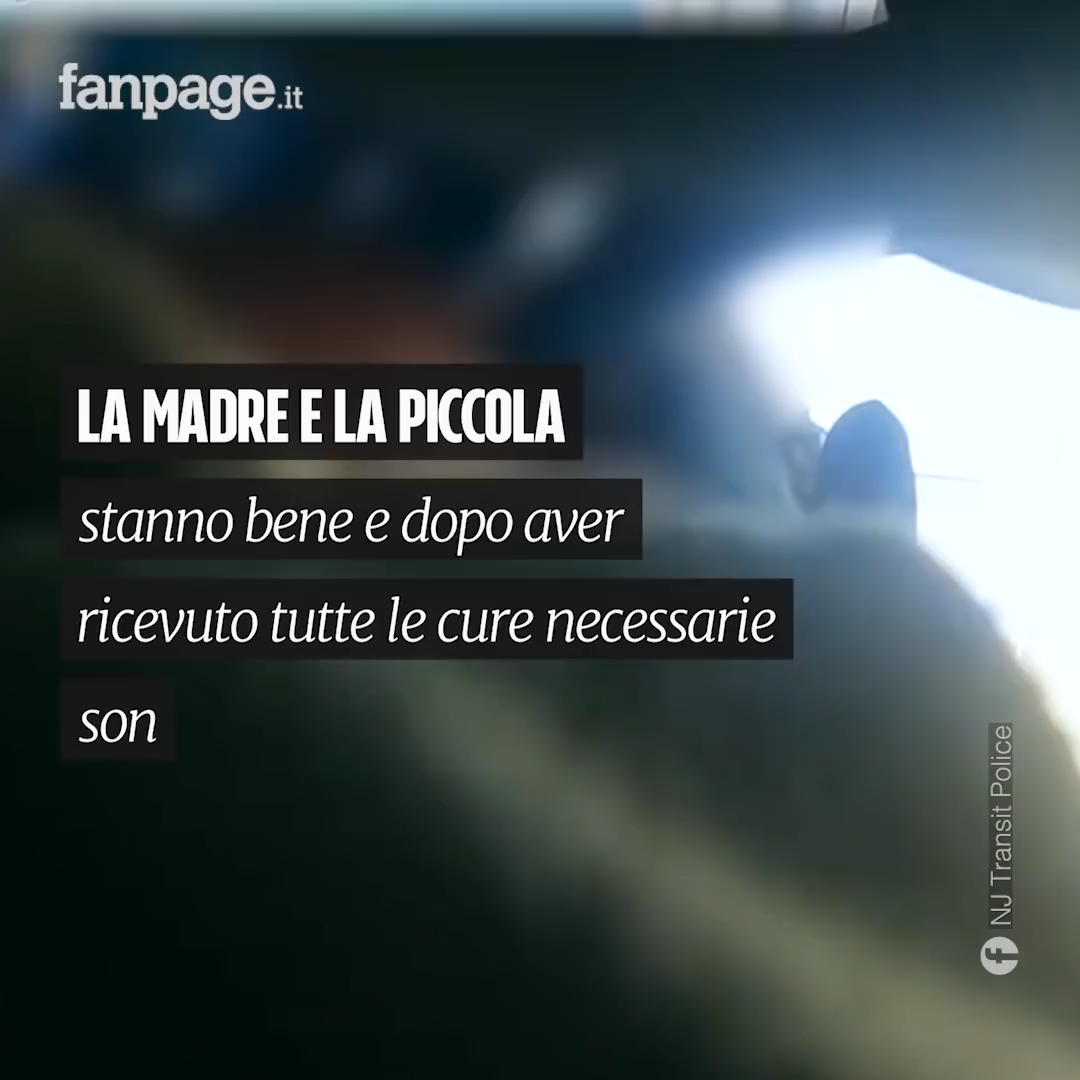 fanpage.it
LA MADRE E LA PICCOLA
stanno bene e dopo aver
ricevuto tutte le cure necessarie
son
NJ Transit Police